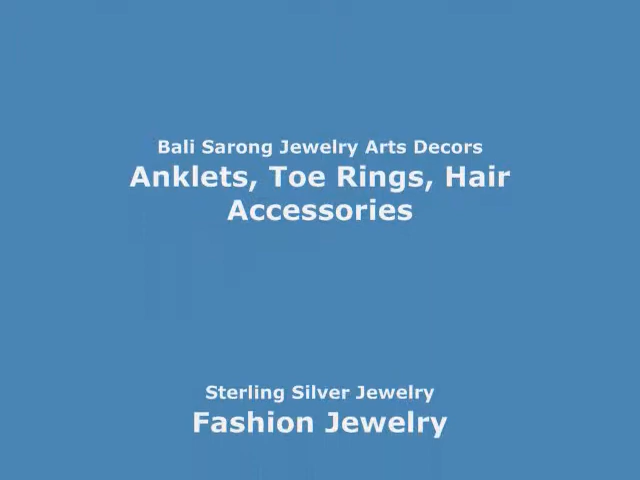 Bali Sarong Jewelry Arts Decors
Anklets, Toe Rings, Hair
Accessories
Sterling Silver Jewelry
Fashion Jewelry